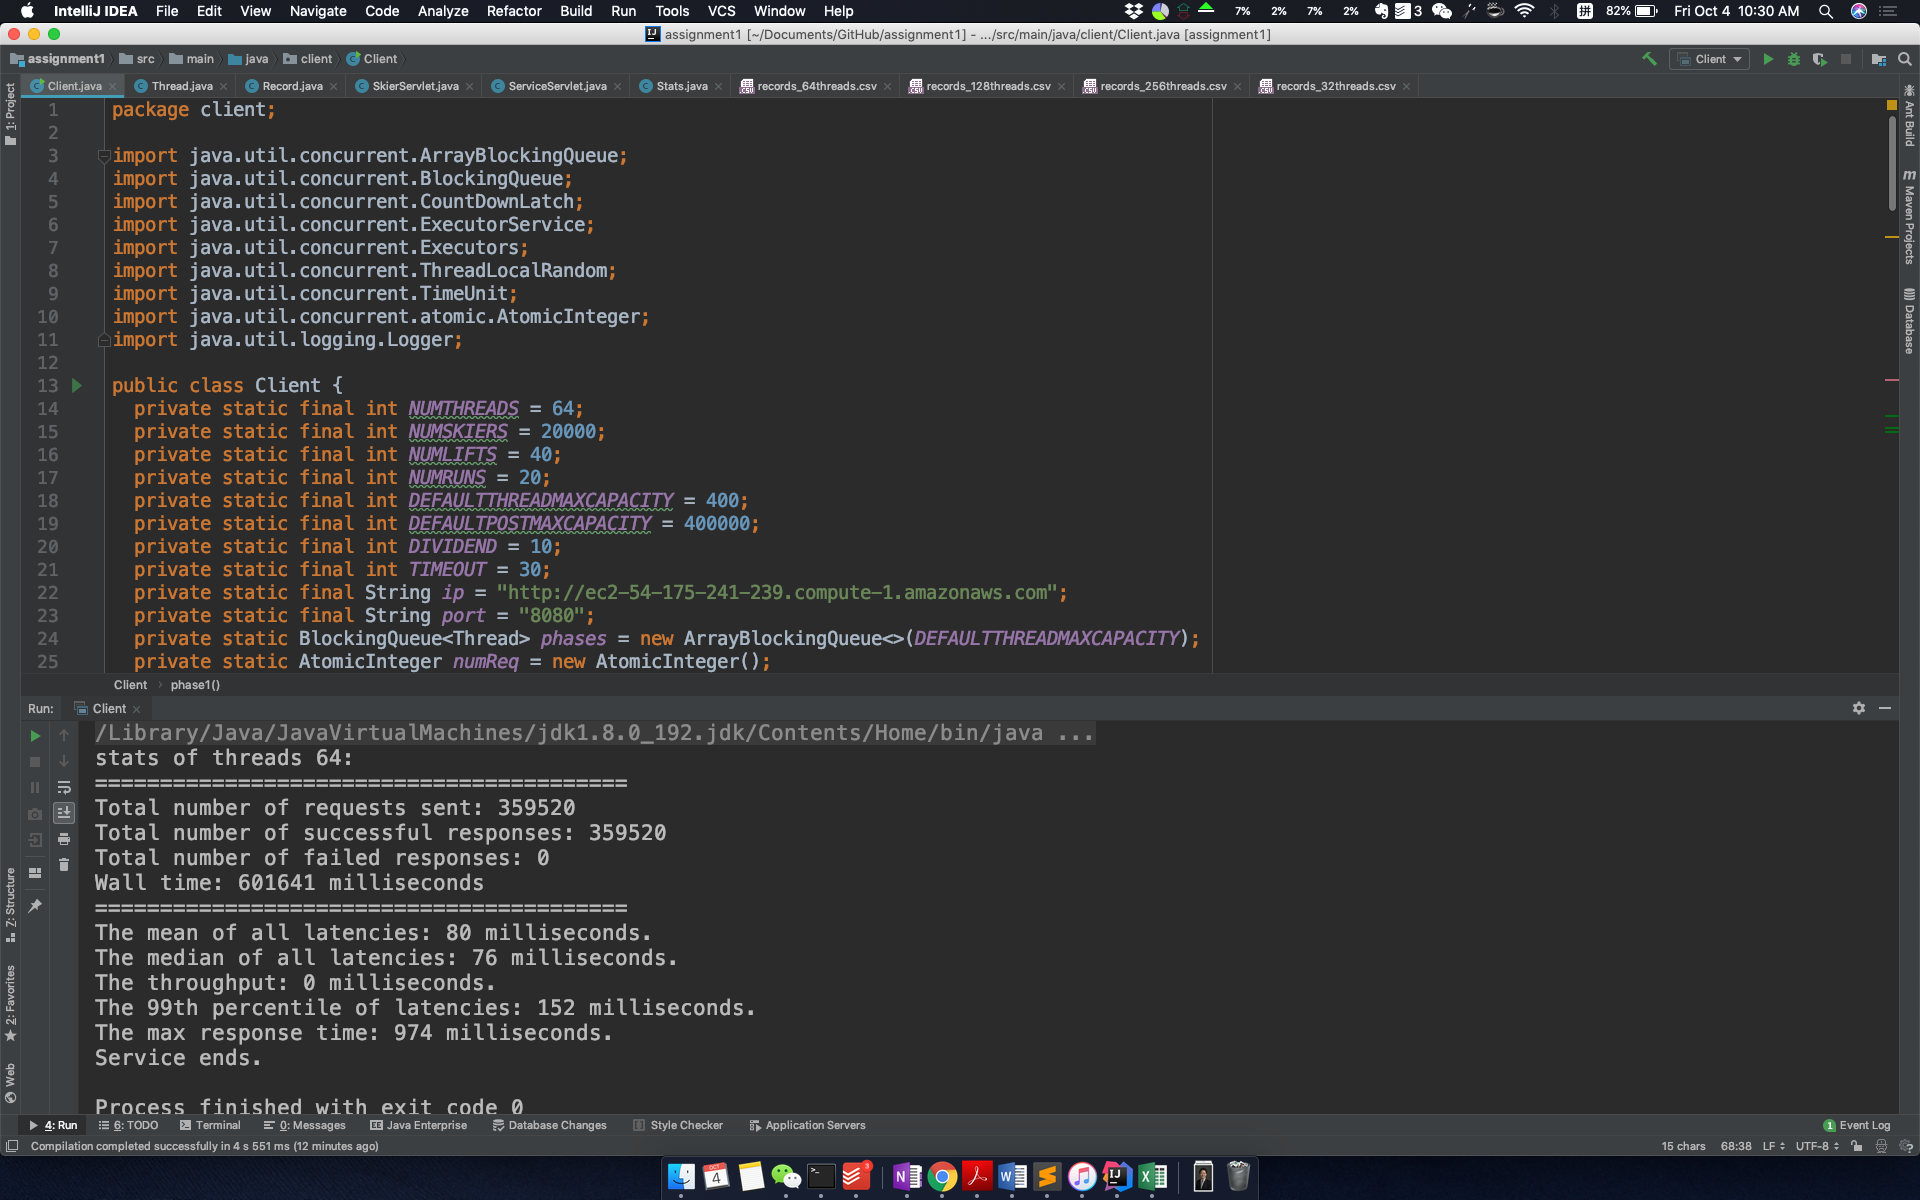 IntelliJ IDEA File Edit View Navigate Code Analyze Refactor Build Run Tools VCS Window Help 7% 2% 7% 2% 3 拼 82% Fri Oct 4 10:30 AM
assignment1 [~/Documents/GitHub/assignment1] - .../src/main/java/client/Client.java [assignment1]
assignment1 src main java client Client Client
Client.java Thread.java Record.java SkierServlet.java ServiceServlet.java Stats.java records_64threads.csv records_128threads.csv records_256threads.csv records_32threads.csv
1: Project
Ant Build
Maven Projects
Database
1 package client;
2
3 import java.util.concurrent.ArrayBlockingQueue;
4 import java.util.concurrent.BlockingQueue;
5 import java.util.concurrent.CountDownLatch;
6 import java.util.concurrent.ExecutorService;
7 import java.util.concurrent.Executors;
8 import java.util.concurrent.ThreadLocalRandom;
9 import java.util.concurrent.TimeUnit;
10 import java.util.concurrent.atomic.AtomicInteger;
11 import java.util.logging.Logger;
12
13 public class Client {
14 private static final int NUMTHREADS = 64;
15 private static final int NUMSKIERS = 20000;
16 private static final int NUMLIFTS = 40;
17 private static final int NUMRUNS = 20;
18 private static final int DEFAULTTHREADMAXCAPACITY = 400;
19 private static final int DEFAULTPOSTMAXCAPACITY = 400000;
20 private static final int DIVIDEND = 10;
21 private static final int TIMEOUT = 30;
22 private static final String ip = "http://ec2-54-175-241-239.compute-1.amazonaws.com";
23 private static final String port = "8080";
24 private static BlockingQueue<Thread> phases = new ArrayBlockingQueue<>(DEFAULTTHREADMAXCAPACITY);
25 private static AtomicInteger numReq = new AtomicInteger();
Client › phase1()
Run: Client
/Library/Java/JavaVirtualMachines/jdk1.8.0_192.jdk/Contents/Home/bin/java ...
stats of threads 64:
=========================================
Total number of requests sent: 359520
Total number of successful responses: 359520
Total number of failed responses: 0
Wall time: 601641 milliseconds
=========================================
The mean of all latencies: 80 milliseconds.
The median of all latencies: 76 milliseconds.
The throughput: 0 milliseconds.
The 99th percentile of latencies: 152 milliseconds.
The max response time: 974 milliseconds.
Service ends.
Process finished with exit code 0
Z: Structure
2: Favorites
Web
4: Run 6: TODO Terminal 0: Messages Java Enterprise Database Changes Style Checker Application Servers 1 Event Log
Compilation completed successfully in 4 s 551 ms (12 minutes ago) 15 chars 68:38 LF UTF-8
OCT 4 3 N W IJ X